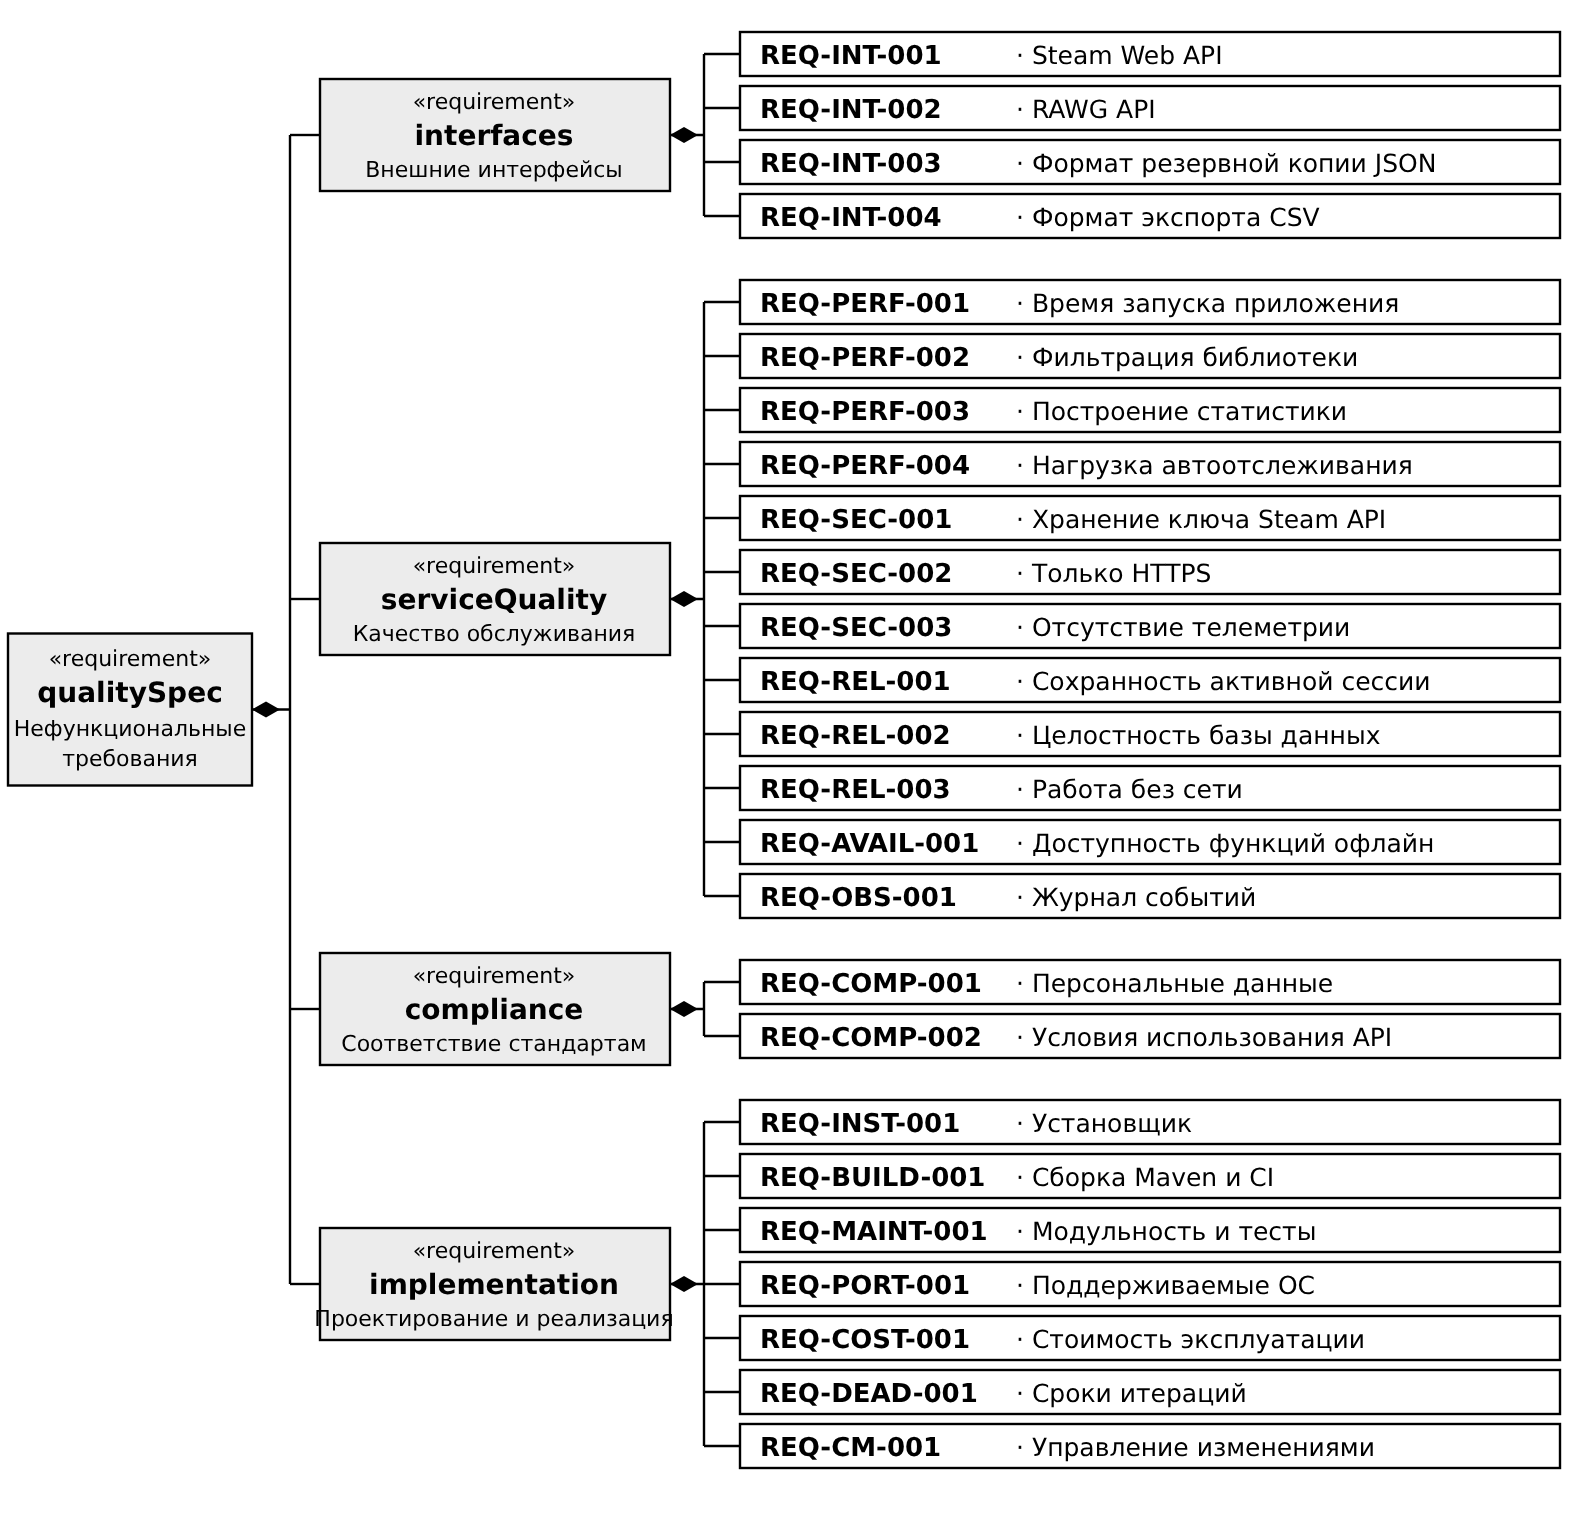 «requirement»
qualitySpec
Нефункциональные
требования
«requirement»
interfaces
Внешние интерфейсы
REQ-INT-001 · Steam Web API
REQ-INT-002 · RAWG API
REQ-INT-003 · Формат резервной копии JSON
REQ-INT-004 · Формат экспорта CSV
«requirement»
serviceQuality
Качество обслуживания
REQ-PERF-001 · Время запуска приложения
REQ-PERF-002 · Фильтрация библиотеки
REQ-PERF-003 · Построение статистики
REQ-PERF-004 · Нагрузка автоотслеживания
REQ-SEC-001 · Хранение ключа Steam API
REQ-SEC-002 · Только HTTPS
REQ-SEC-003 · Отсутствие телеметрии
REQ-REL-001 · Сохранность активной сессии
REQ-REL-002 · Целостность базы данных
REQ-REL-003 · Работа без сети
REQ-AVAIL-001 · Доступность функций офлайн
REQ-OBS-001 · Журнал событий
«requirement»
compliance
Соответствие стандартам
REQ-COMP-001 · Персональные данные
REQ-COMP-002 · Условия использования API
«requirement»
implementation
Проектирование и реализация
REQ-INST-001 · Установщик
REQ-BUILD-001 · Сборка Maven и CI
REQ-MAINT-001 · Модульность и тесты
REQ-PORT-001 · Поддерживаемые ОС
REQ-COST-001 · Стоимость эксплуатации
REQ-DEAD-001 · Сроки итераций
REQ-CM-001 · Управление изменениями